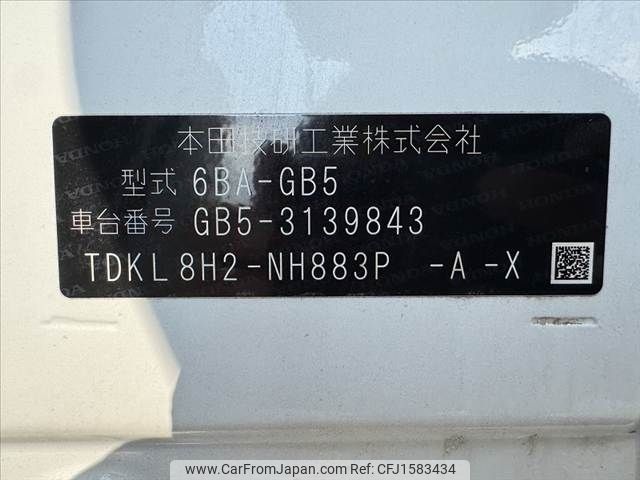 本田技研工業株式会社
型式 6BA-GB5
車台番号 GB5-3139843
TDKL8H2-NH883P -A -X
www.CarFromJapan.com - CFJ1583434